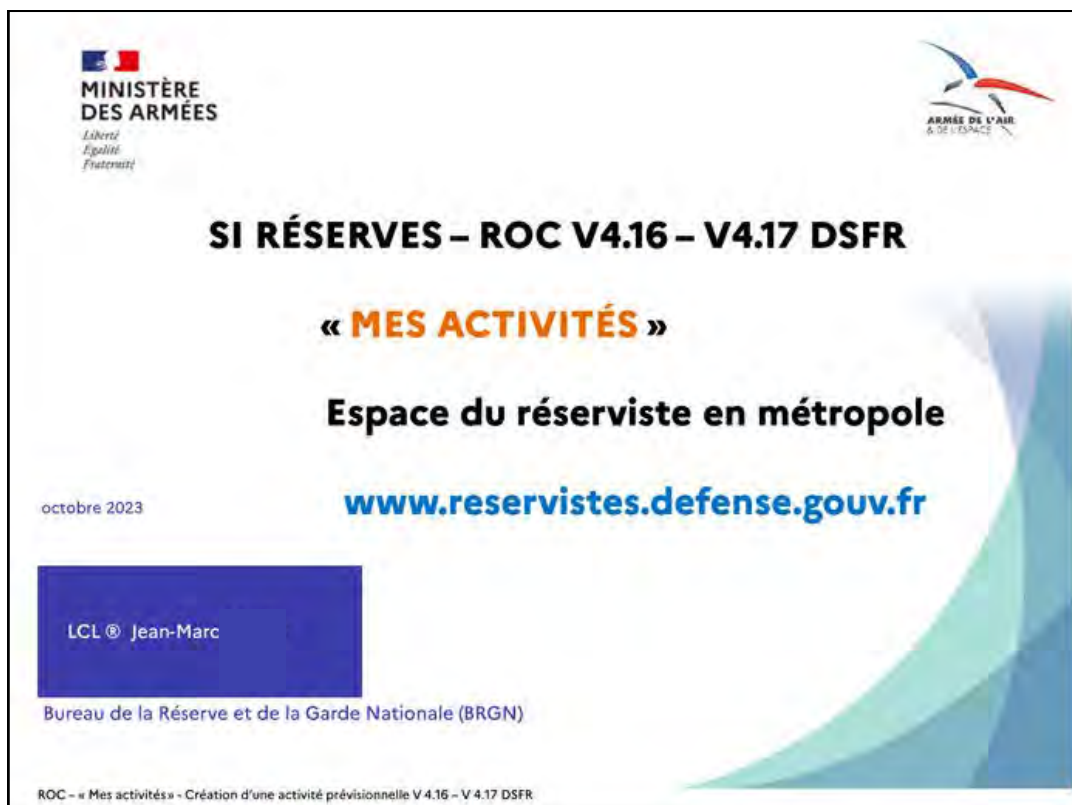 MINISTÈRE
DES ARMÉES
Liberté
Égalité
Fraternité
ARMÉE DE L'AIR
& DE L'ESPACE
SI RÉSERVES – ROC V4.16 – V4.17 DSFR
« MES ACTIVITÉS »
Espace du réserviste en métropole
octobre 2023
www.reservistes.defense.gouv.fr
LCL ® Jean-Marc
Bureau de la Réserve et de la Garde Nationale (BRGN)
ROC – « Mes activités » - Création d'une activité prévisionnelle V 4.16 – V 4.17 DSFR